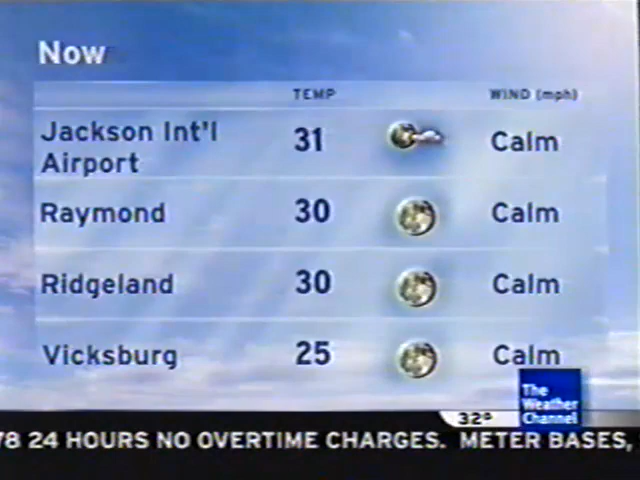 Now
TEMP WIND (mph)
Jackson Int'l
Airport
31 Calm
Raymond 30 Calm
Ridgeland 30 Calm
Vicksburg 25 Calm
The
Weather
Channel
32°
78 24 HOURS NO OVERTIME CHARGES. METER BASES,